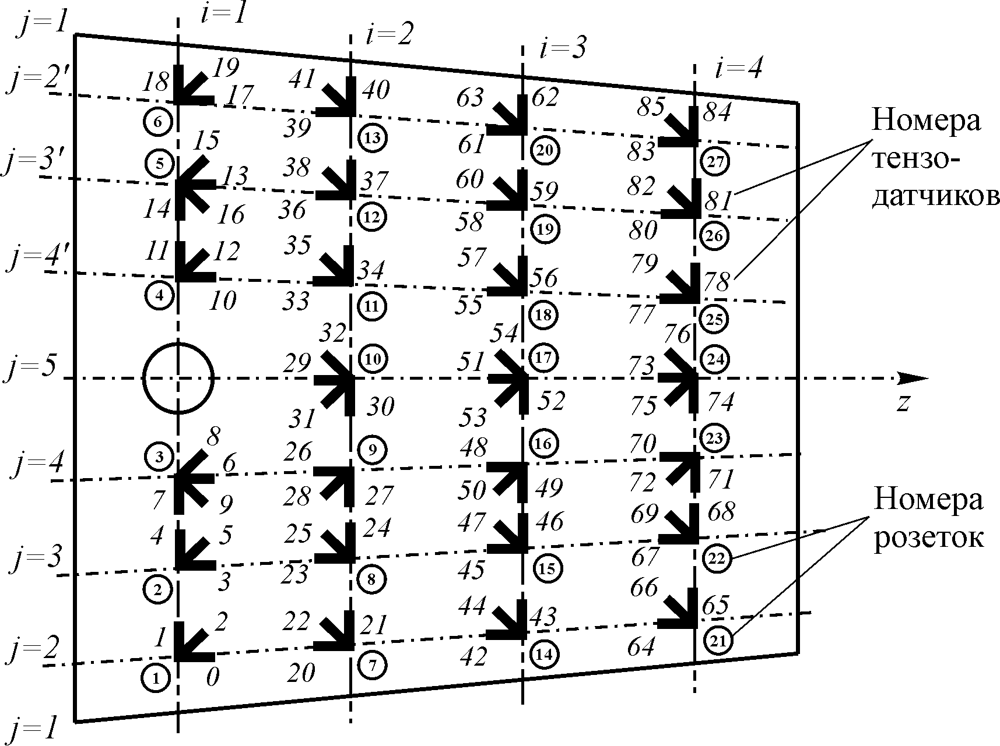 j=1 i=1 i=2 i=3 i=4
j=2′ 18 19 17 41 40 63 62 85 84
6 39 13 61 20 83 27
Номера
тензо-
датчиков
j=3′ 5 15 13 38 37 60 59 82 81
14 16 36 12 58 19 80 26
j=4′ 11 12 35 34 57 56 79 78
4 10 33 11 55 18 77 25
j=5 32 10 54 17 76 24
29 51 73
31 30 53 52 75 74 z
j=4 3 8 6 26 9 48 16 70 23
7 9 28 27 50 49 72 71
Номера
розеток
j=3 4 5 25 24 47 46 69 68
2 3 23 8 45 15 67 22
j=2 1 2 22 21 44 43 66 65
1 0 20 7 42 14 64 21
j=1